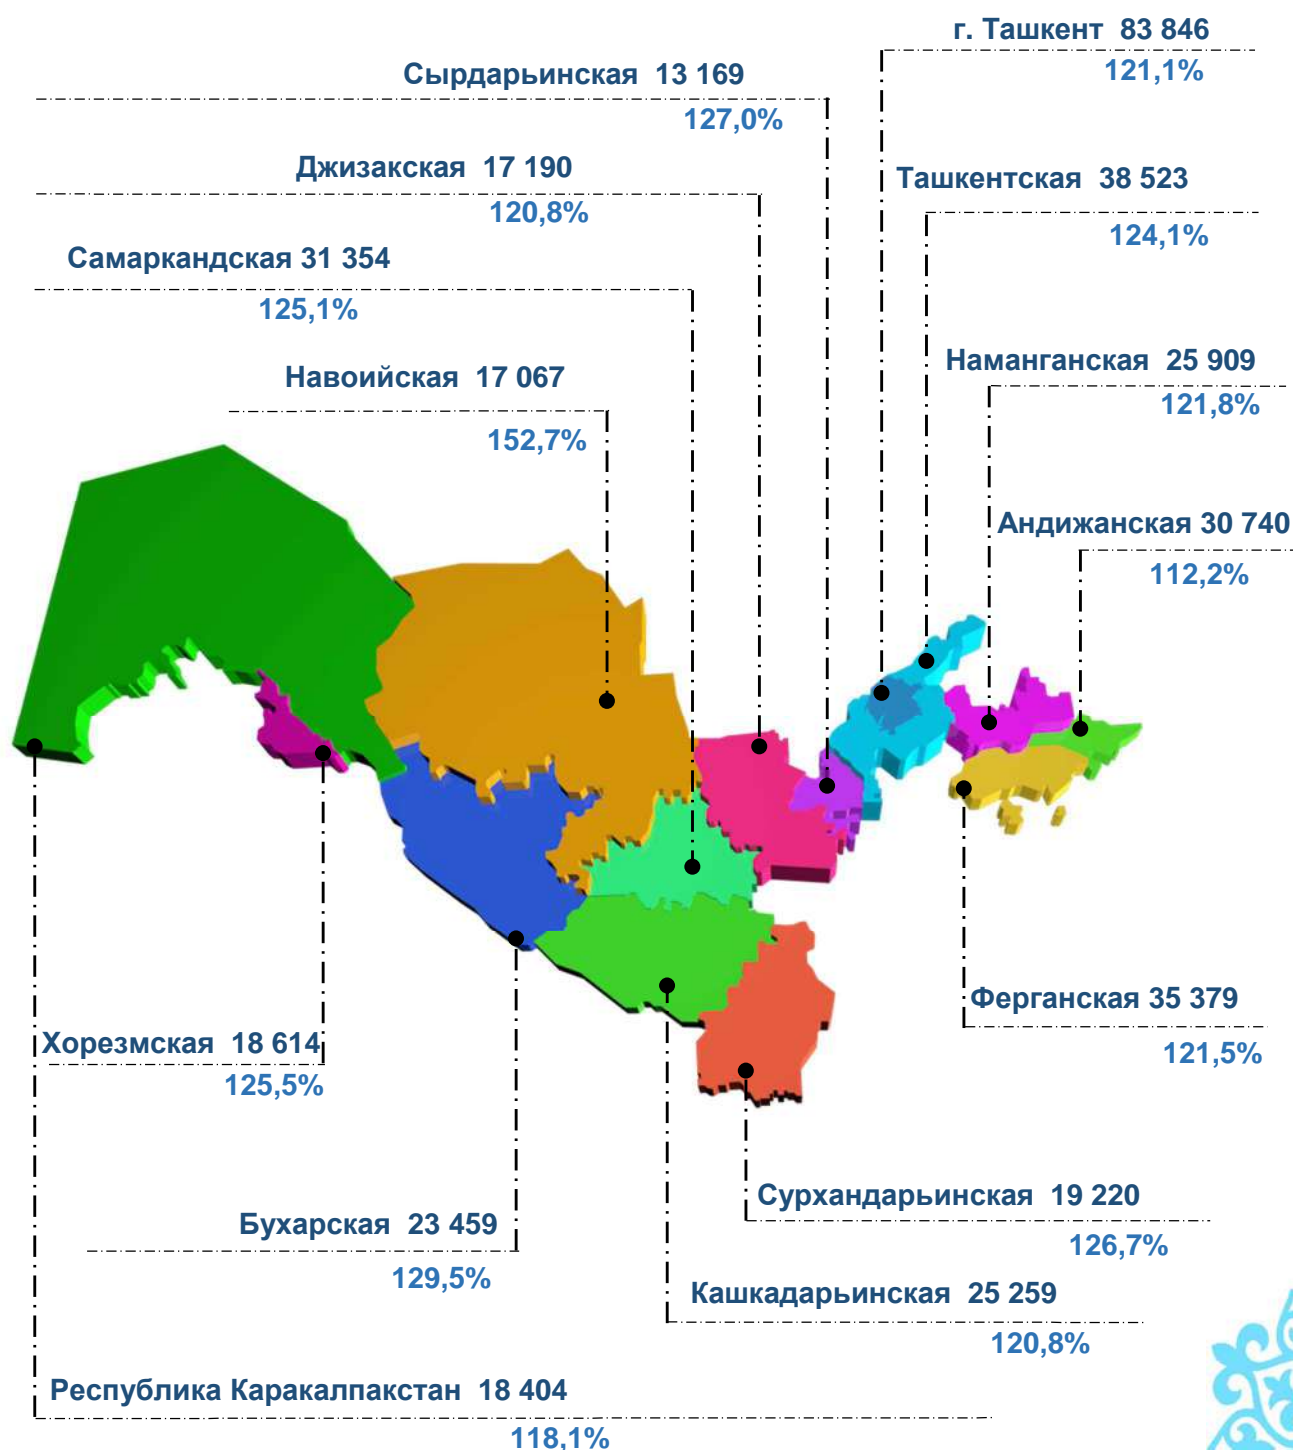 г. Ташкент 83 846
121,1%
Сырдарьинская 13 169
127,0%
Джизакская 17 190
120,8%
Ташкентская 38 523
124,1%
Самаркандская 31 354
125,1%
Навоийская 17 067
152,7%
Наманганская 25 909
121,8%
Андижанская 30 740
112,2%
Ферганская 35 379
121,5%
Хорезмская 18 614
125,5%
Сурхандарьинская 19 220
126,7%
Бухарская 23 459
129,5%
Кашкадарьинская 25 259
120,8%
Республика Каракалпакстан 18 404
118,1%